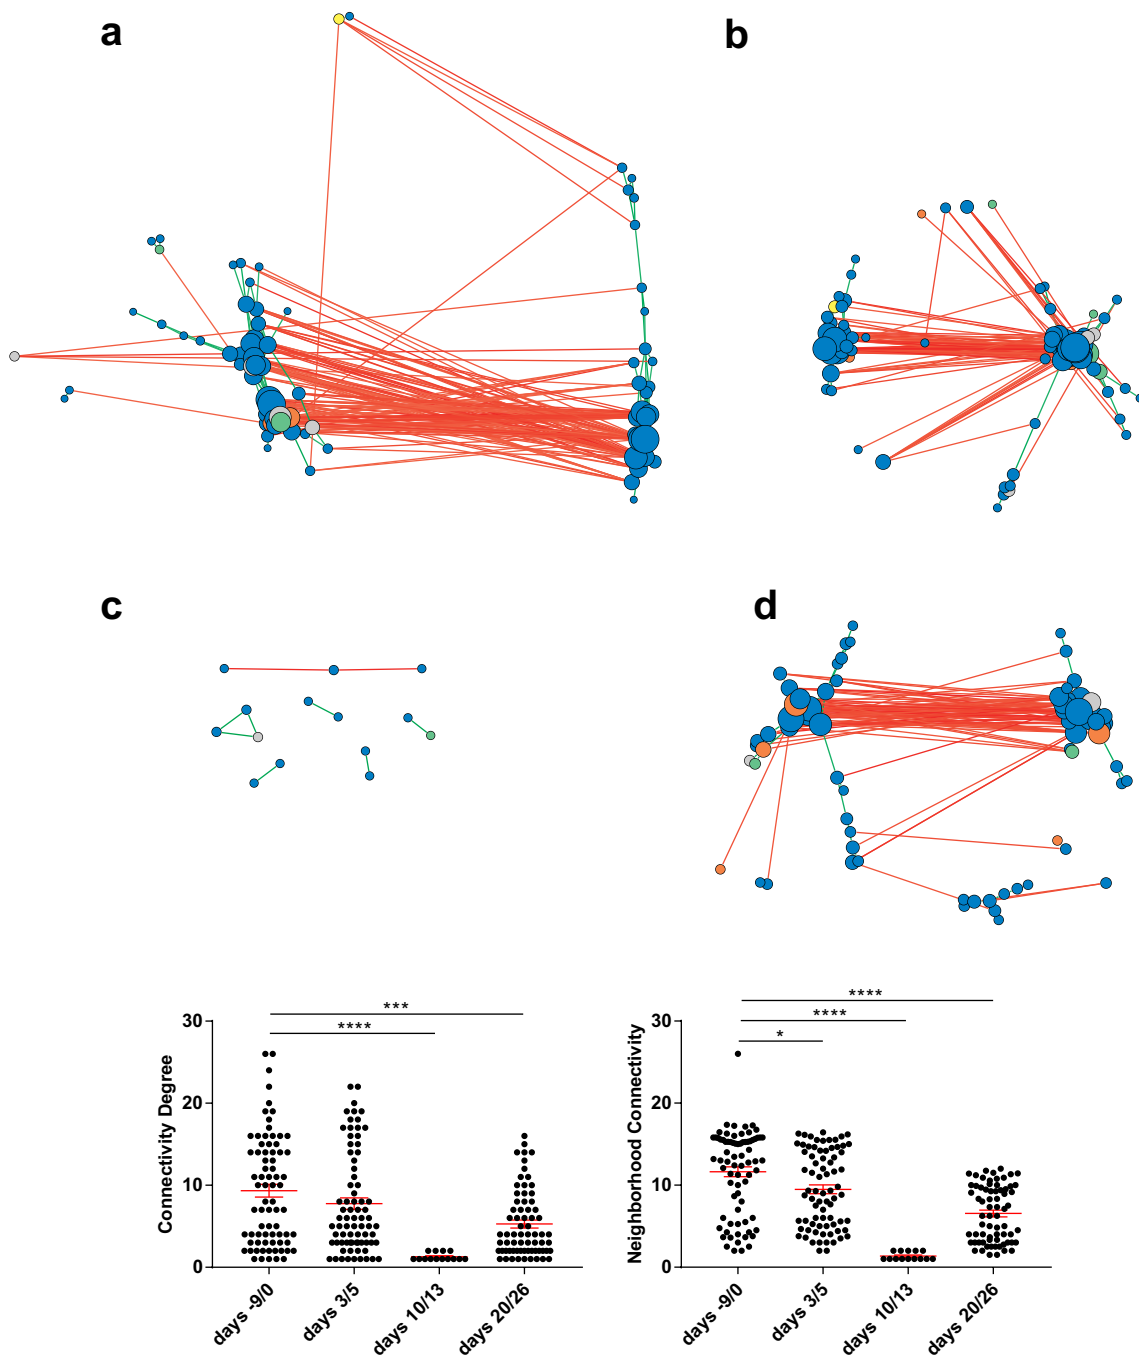 a
b
c
d
***
****
30
20
10
0
Connectivity Degree
days -9/0
days 3/5
days 10/13
days 20/26
****
****
*
30
20
10
0
Neighborhood Connectivity
days -9/0
days 3/5
days 10/13
days 20/26